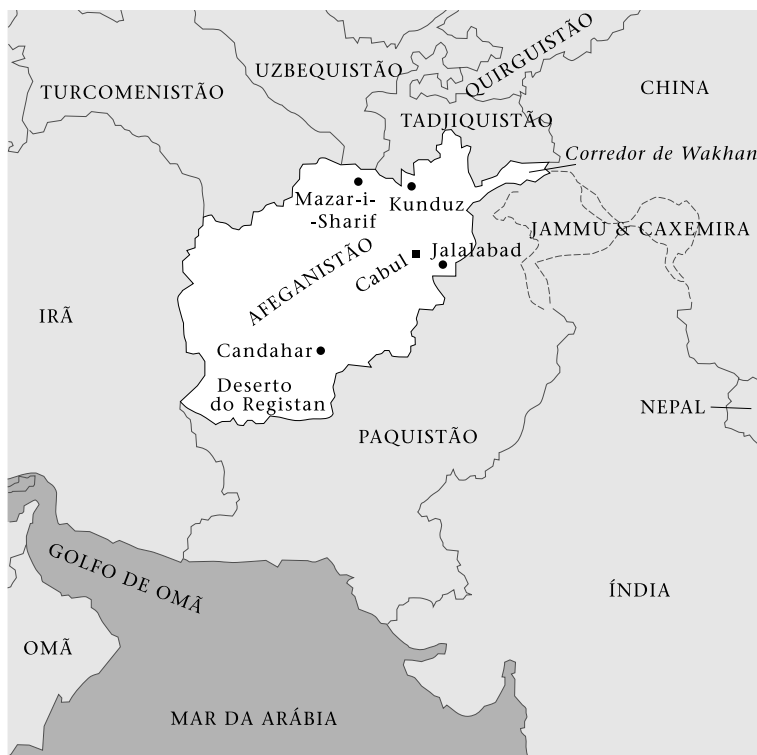 QUIRGUISTÃO
UZBEQUISTÃO
TURCOMENISTÃO
CHINA
TADJIQUISTÃO
Corredor de Wakhan
Mazar-i-
-Sharif
Kunduz
JAMMU & CAXEMIRA
AFEGANISTÃO
Cabul
Jalalabad
IRÃ
Candahar
Deserto
do Registan
NEPAL
PAQUISTÃO
GOLFO DE OMÃ
ÍNDIA
OMÃ
MAR DA ARÁBIA